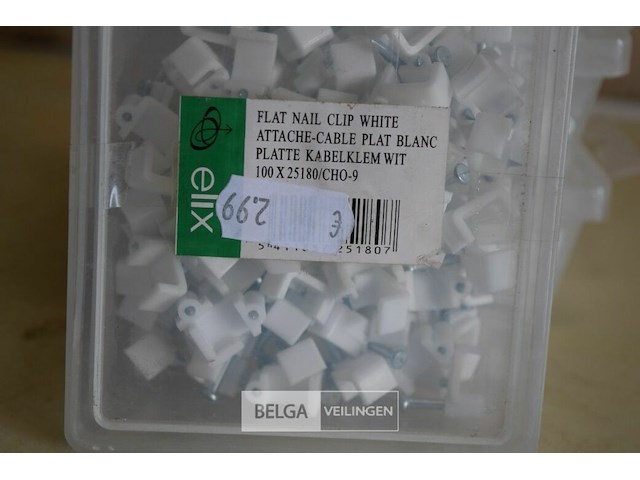 FLAT NAIL CLIP WHITE
ATTACHE-CABLE PLAT BLANC
PLATTE KABELKLEM WIT
100 X 25180/CHO-9
elix
2.99
€
251807
BELGA VEILINGEN